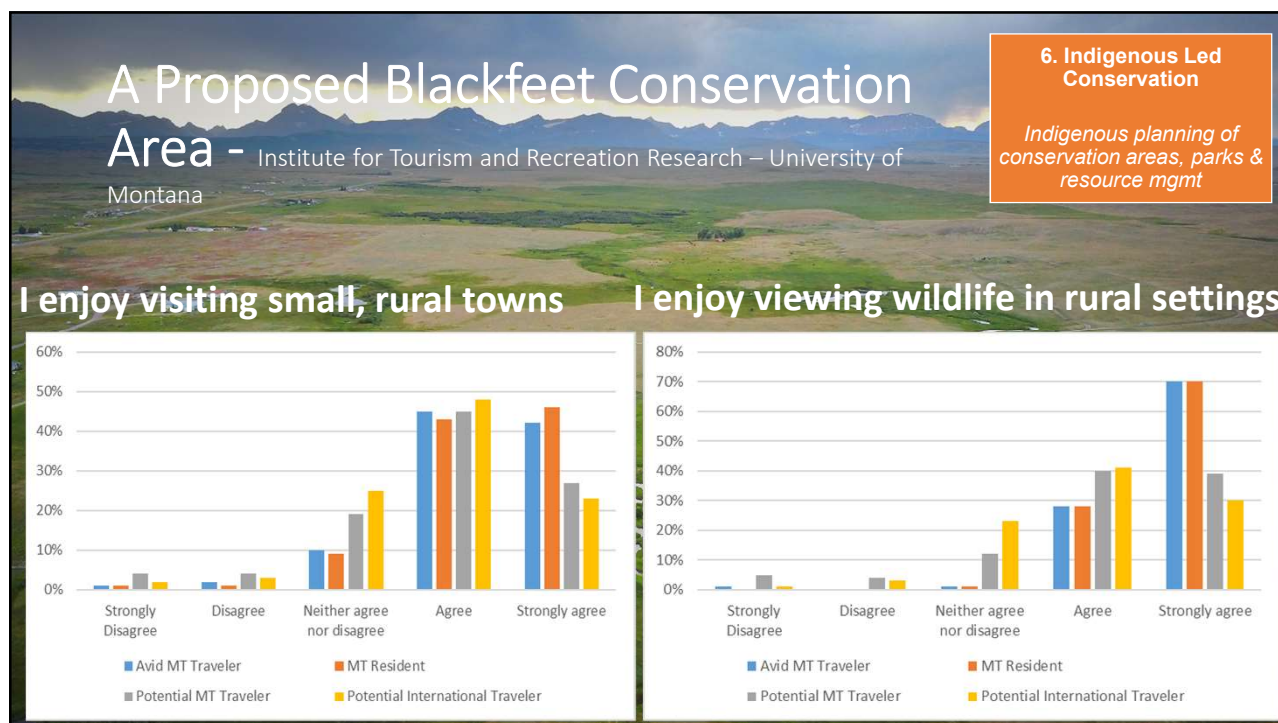 A Proposed Blackfeet Conservation
Area - Institute for Tourism and Recreation Research – University of
Montana
6. Indigenous Led
Conservation
Indigenous planning of
conservation areas, parks &
resource mgmt
I enjoy visiting small, rural towns
60%
50%
40%
30%
20%
10%
0%
Strongly
Disagree
Disagree
Neither agree
nor disagree
Agree
Strongly agree
Avid MT Traveler
MT Resident
Potential MT Traveler
Potential International Traveler
I enjoy viewing wildlife in rural settings
80%
70%
60%
50%
40%
30%
20%
10%
0%
Strongly
Disagree
Disagree
Neither agree
nor disagree
Agree
Strongly agree
Avid MT Traveler
MT Resident
Potential MT Traveler
Potential International Traveler